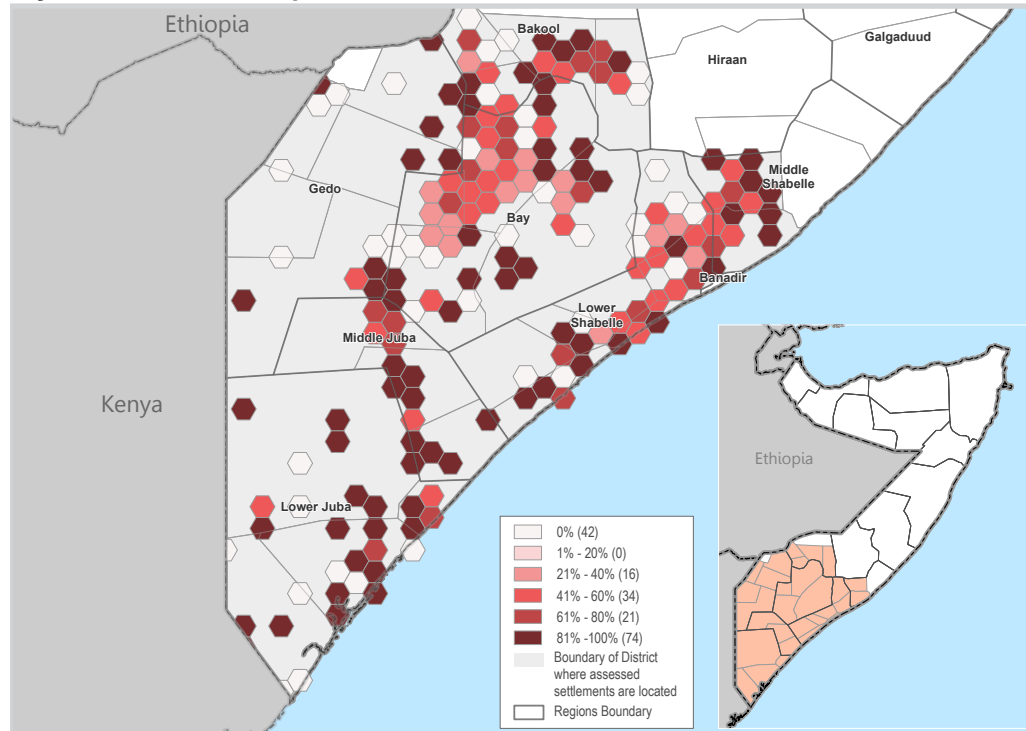 Ethiopia
Bakool
Galgaduud
Hiraan
Middle
Shabelle
Gedo
Bay
Banadir
Lower
Shabelle
Middle Juba
Kenya
Lower Juba
0% (42)
1% - 20% (0)
21% - 40% (16)
41% - 60% (34)
61% - 80% (21)
81% -100% (74)
Boundary of District
where assessed
settlements are located
Regions Boundary
Ethiopia